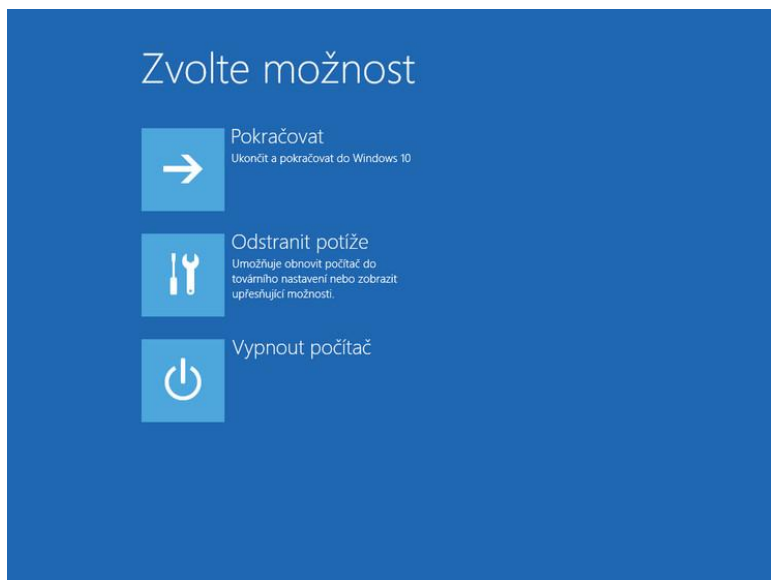 Zvolte možnost
Pokračovat
Ukončit a pokračovat do Windows 10
Odstranit potíže
Umožňuje obnovit počítač do
továrního nastavení nebo zobrazit
upřesňující možnosti.
Vypnout počítač